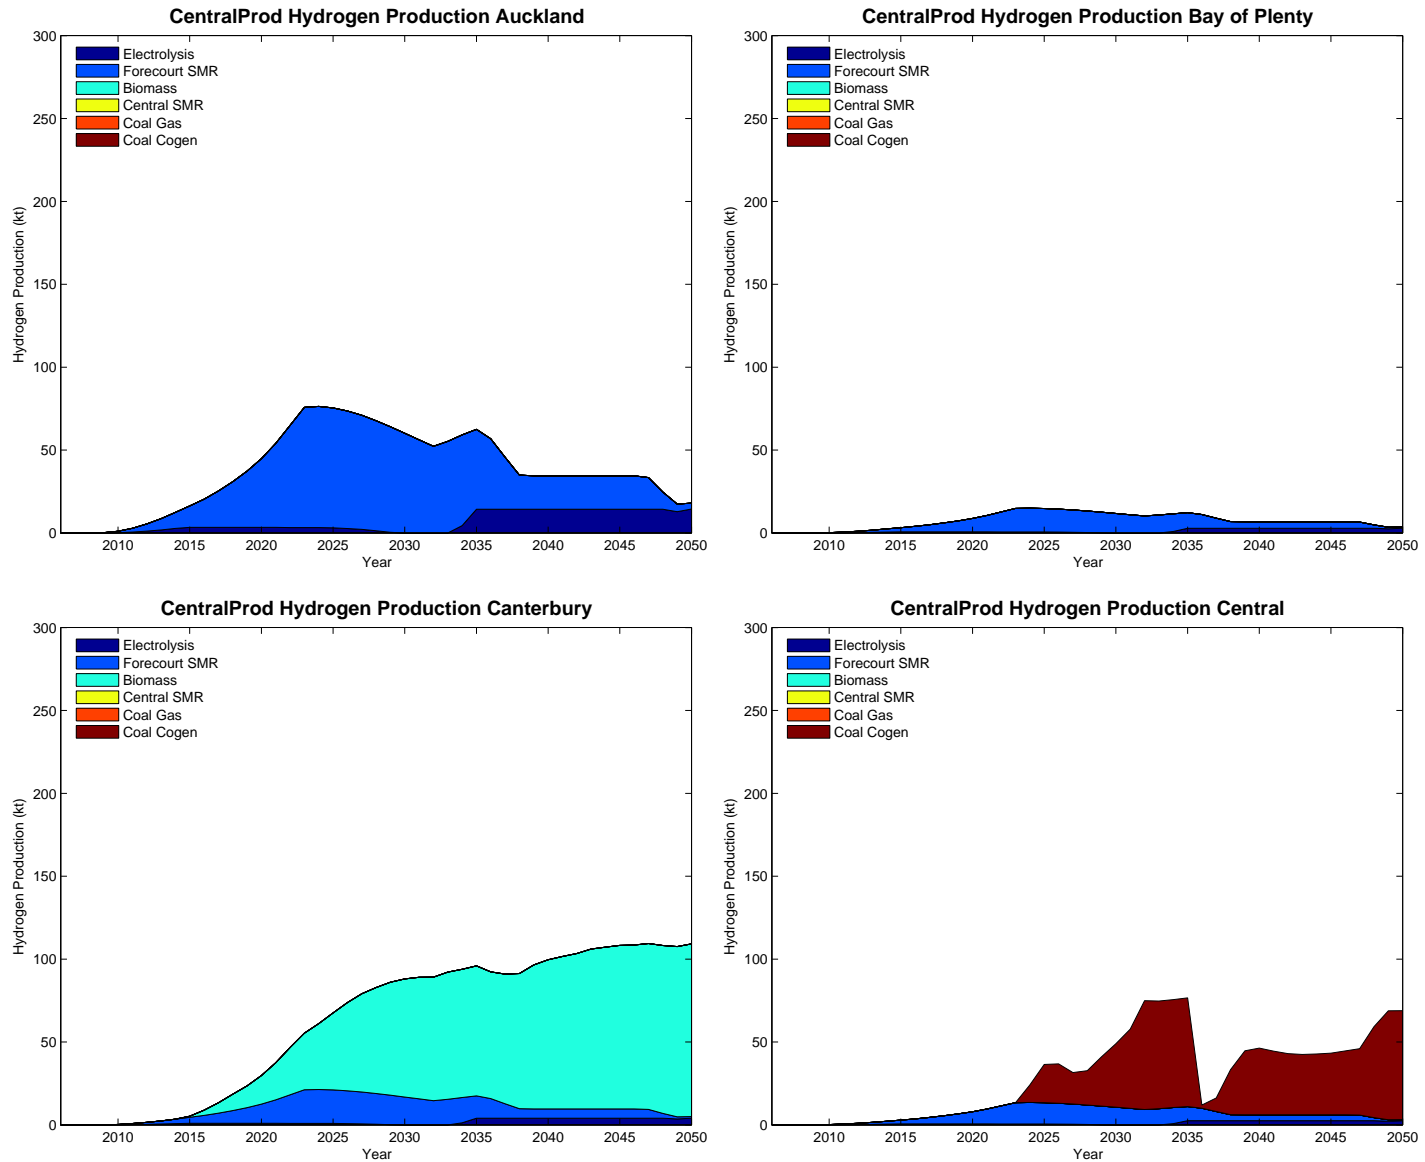 CentralProd Hydrogen Production Auckland
300
250
200
150
100
50
0
Hydrogen Production (kt)
Electrolysis
Forecourt SMR
Biomass
Central SMR
Coal Gas
Coal Cogen
2010 2015 2020 2025 2030 2035 2040 2045 2050
Year
CentralProd Hydrogen Production Bay of Plenty
300
250
200
150
100
50
0
Hydrogen Production (kt)
Electrolysis
Forecourt SMR
Biomass
Central SMR
Coal Gas
Coal Cogen
2010 2015 2020 2025 2030 2035 2040 2045 2050
Year
CentralProd Hydrogen Production Canterbury
300
250
200
150
100
50
0
Hydrogen Production (kt)
Electrolysis
Forecourt SMR
Biomass
Central SMR
Coal Gas
Coal Cogen
2010 2015 2020 2025 2030 2035 2040 2045 2050
Year
CentralProd Hydrogen Production Central
300
250
200
150
100
50
0
Hydrogen Production (kt)
Electrolysis
Forecourt SMR
Biomass
Central SMR
Coal Gas
Coal Cogen
2010 2015 2020 2025 2030 2035 2040 2045 2050
Year